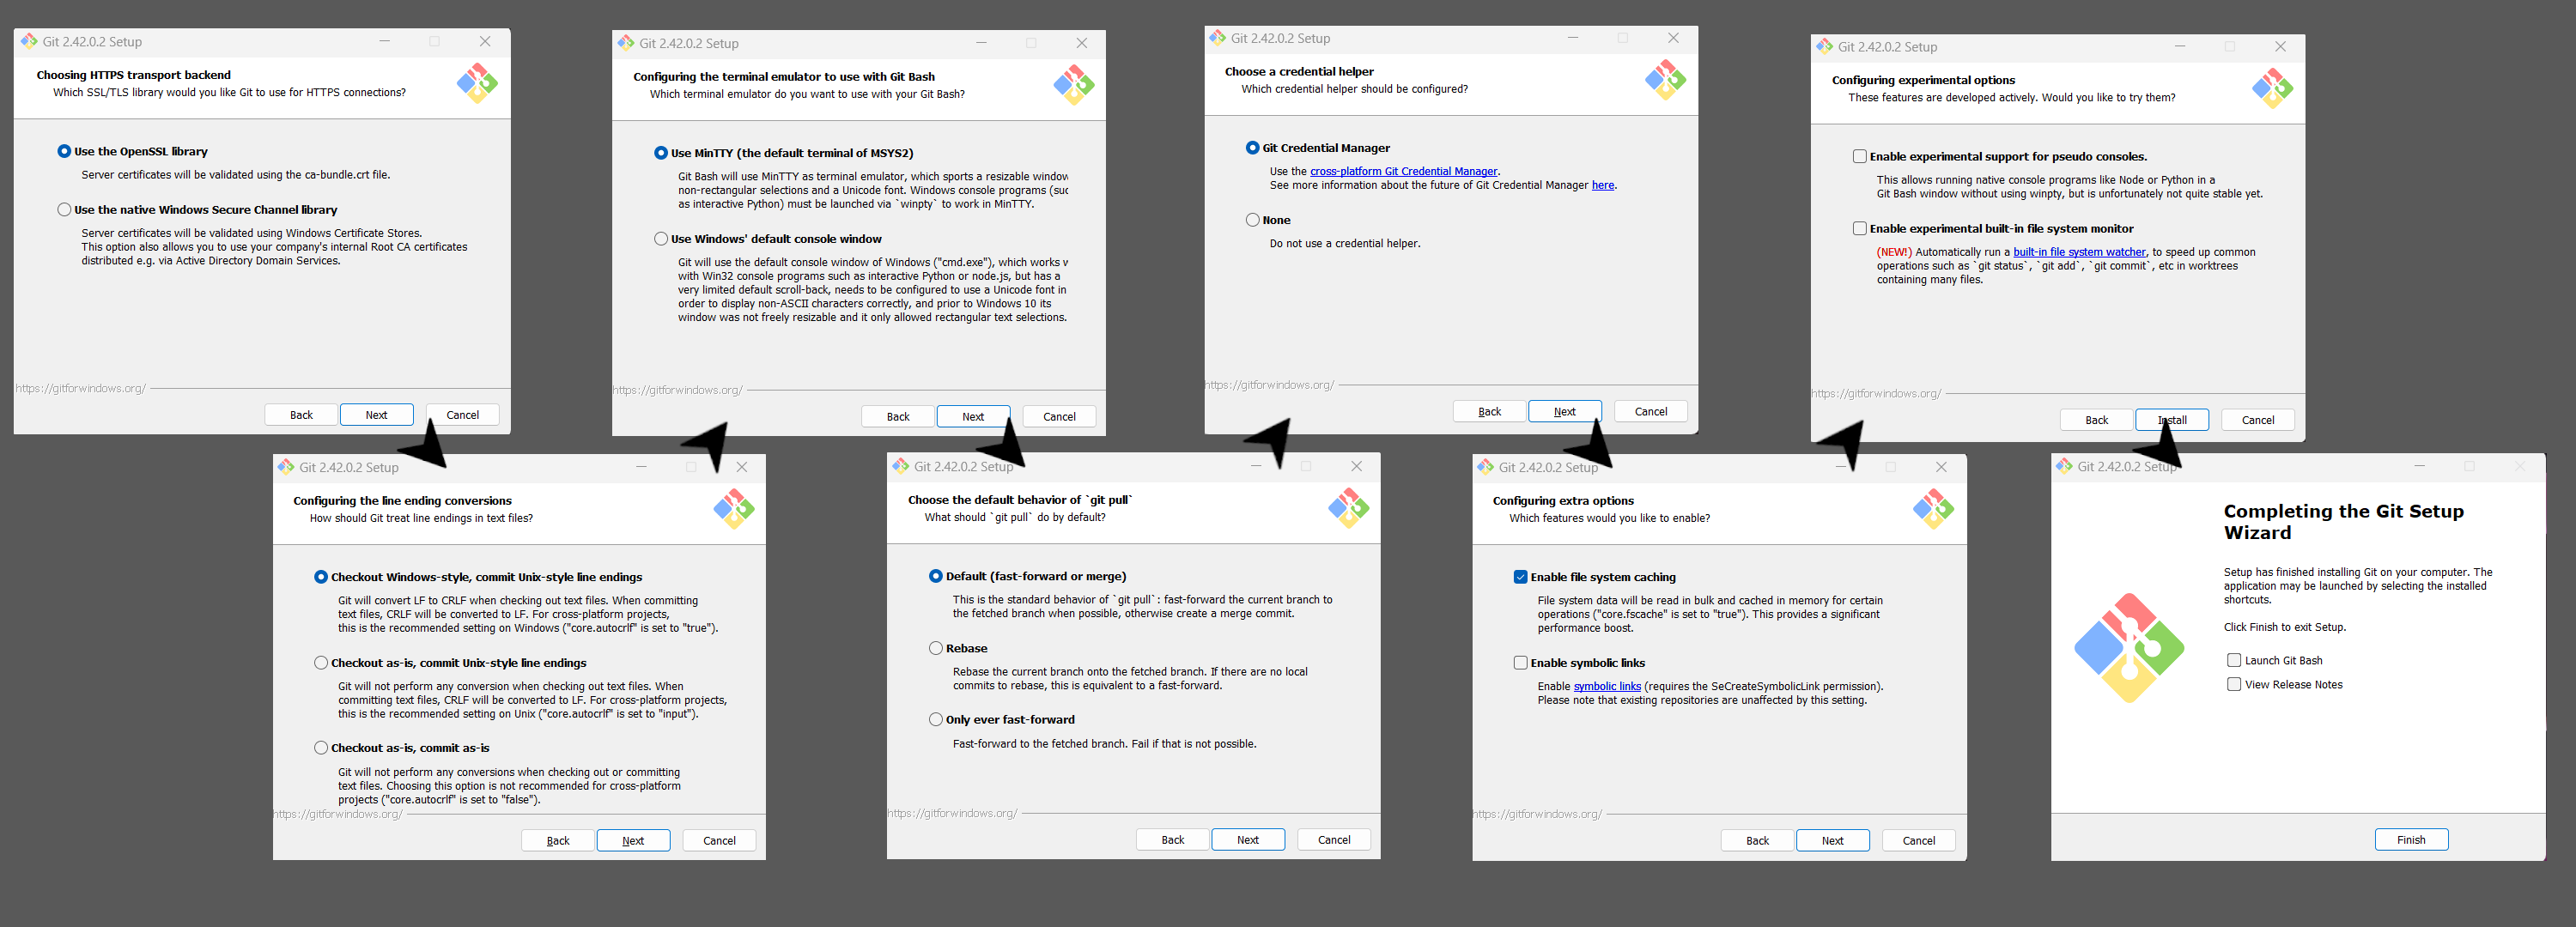 Git 2.42.0.2 Setup
Choosing HTTPS transport backend
Which SSL/TLS library would you like Git to use for HTTPS connections?
Use the OpenSSL library
Server certificates will be validated using the ca-bundle.crt file.
Use the native Windows Secure Channel library
Server certificates will be validated using Windows Certificate Stores.
This option also allows you to use your company's internal Root CA certificates
distributed e.g. via Active Directory Domain Services.
https://gitforwindows.org/
Back Next Cancel
Git 2.42.0.2 Setup
Configuring the line ending conversions
How should Git treat line endings in text files?
Checkout Windows-style, commit Unix-style line endings
Git will convert LF to CRLF when checking out text files. When committing
text files, CRLF will be converted to LF. For cross-platform projects,
this is the recommended setting on Windows ("core.autocrlf" is set to "true").
Checkout as-is, commit Unix-style line endings
Git will not perform any conversion when checking out text files. When
committing text files, CRLF will be converted to LF. For cross-platform projects,
this is the recommended setting on Unix ("core.autocrlf" is set to "input").
Checkout as-is, commit as-is
Git will not perform any conversions when checking out or committing
text files. Choosing this option is not recommended for cross-platform
projects ("core.autocrlf" is set to "false").
https://gitforwindows.org/
Back Next Cancel
Git 2.42.0.2 Setup
Configuring the terminal emulator to use with Git Bash
Which terminal emulator do you want to use with your Git Bash?
Use MinTTY (the default terminal of MSYS2)
Git Bash will use MinTTY as terminal emulator, which sports a resizable window
non-rectangular selections and a Unicode font. Windows console programs (suc
as interactive Python) must be launched via `winpty` to work in MinTTY.
Use Windows' default console window
Git will use the default console window of Windows ("cmd.exe"), which works w
with Win32 console programs such as interactive Python or node.js, but has a
very limited default scroll-back, needs to be configured to use a Unicode font in
order to display non-ASCII characters correctly, and prior to Windows 10 its
window was not freely resizable and it only allowed rectangular text selections.
https://gitforwindows.org/
Back Next Cancel
Git 2.42.0.2 Setup
Choose the default behavior of `git pull`
What should `git pull` do by default?
Default (fast-forward or merge)
This is the standard behavior of `git pull`: fast-forward the current branch to
the fetched branch when possible, otherwise create a merge commit.
Rebase
Rebase the current branch onto the fetched branch. If there are no local
commits to rebase, this is equivalent to a fast-forward.
Only ever fast-forward
Fast-forward to the fetched branch. Fail if that is not possible.
https://gitforwindows.org/
Back Next Cancel
Git 2.42.0.2 Setup
Choose a credential helper
Which credential helper should be configured?
Git Credential Manager
Use the cross-platform Git Credential Manager.
See more information about the future of Git Credential Manager here.
None
Do not use a credential helper.
https://gitforwindows.org/
Back Next Cancel
Git 2.42.0.2 Setup
Configuring extra options
Which features would you like to enable?
Enable file system caching
File system data will be read in bulk and cached in memory for certain
operations ("core.fscache" is set to "true"). This provides a significant
performance boost.
Enable symbolic links
Enable symbolic links (requires the SeCreateSymbolicLink permission).
Please note that existing repositories are unaffected by this setting.
https://gitforwindows.org/
Back Next Cancel
Git 2.42.0.2 Setup
Configuring experimental options
These features are developed actively. Would you like to try them?
Enable experimental support for pseudo consoles.
This allows running native console programs like Node or Python in a
Git Bash window without using winpty, but is unfortunately not quite stable yet.
Enable experimental built-in file system monitor
(NEW!) Automatically run a built-in file system watcher, to speed up common
operations such as `git status`, `git add`, `git commit`, etc in worktrees
containing many files.
https://gitforwindows.org/
Back Install Cancel
Git 2.42.0.2 Setup
Completing the Git Setup
Wizard
Setup has finished installing Git on your computer. The
application may be launched by selecting the installed
shortcuts.
Click Finish to exit Setup.
Launch Git Bash
View Release Notes
Finish